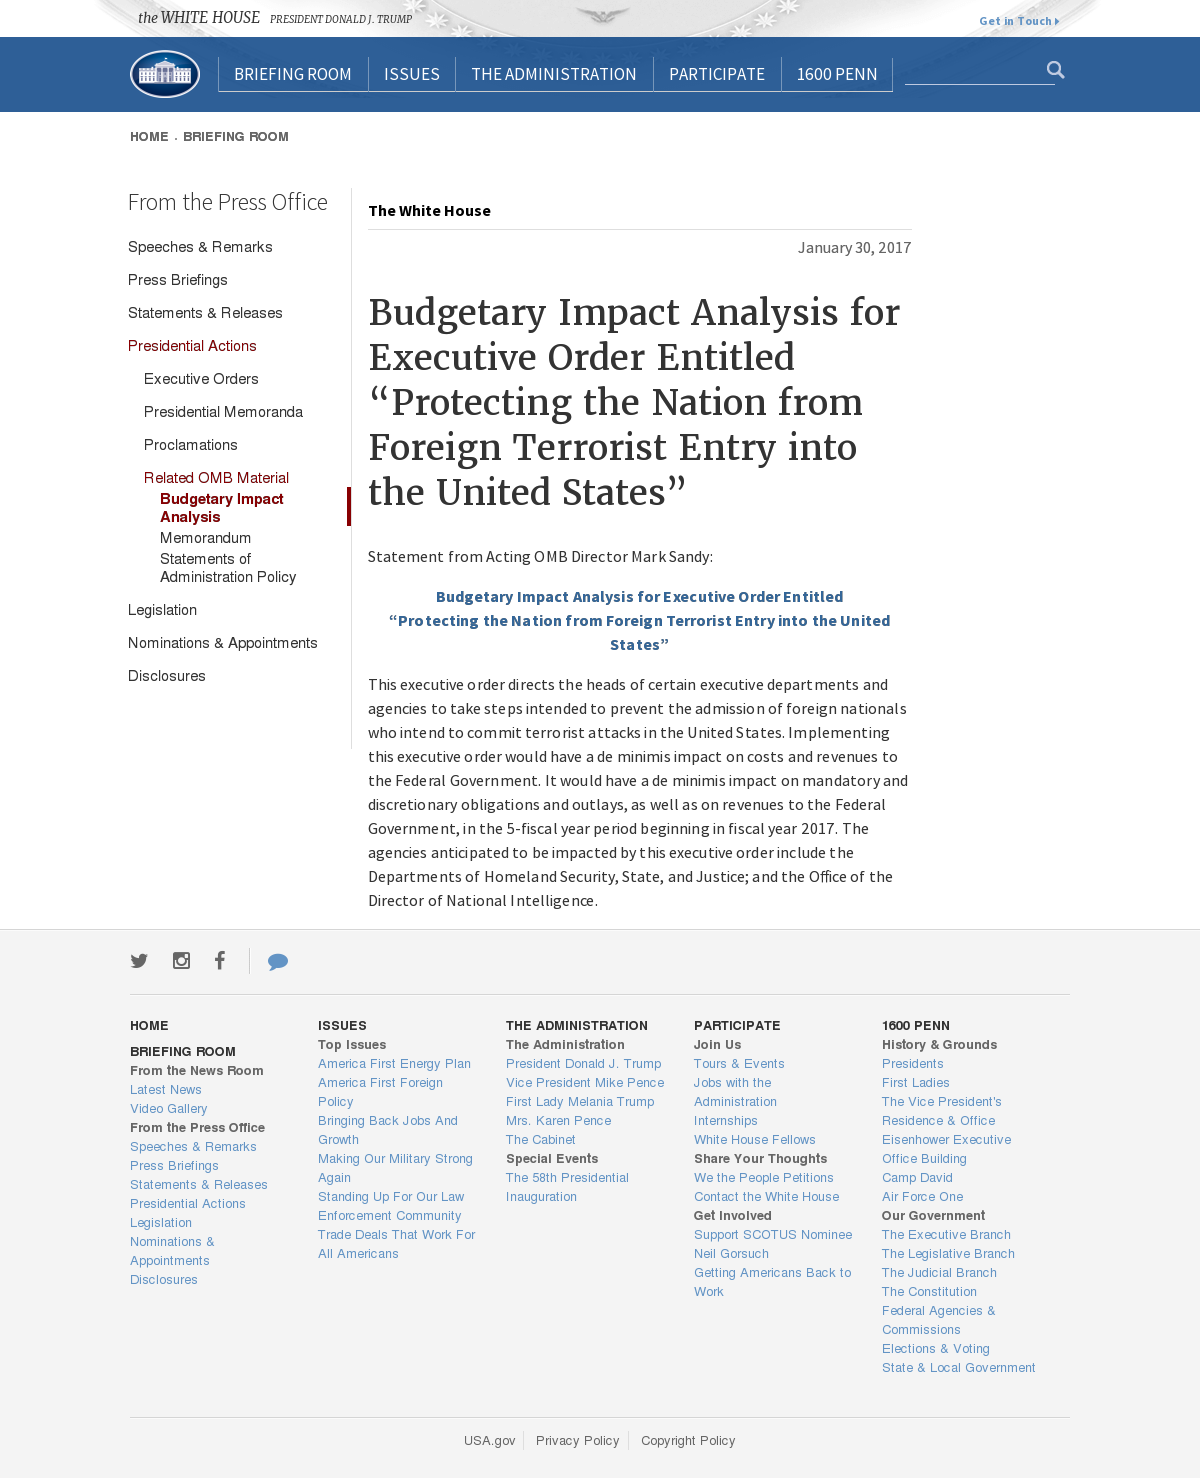 the WHITE HOUSE PRESIDENT DONALD J. TRUMP
Get in Touch
BRIEFING ROOM
ISSUES
THE ADMINISTRATION
PARTICIPATE
1600 PENN
HOME · BRIEFING ROOM
From the Press Office
Speeches & Remarks
Press Briefings
Statements & Releases
Presidential Actions
Executive Orders
Presidential Memoranda
Proclamations
Related OMB Material
Budgetary Impact
Analysis
Memorandum
Statements of
Administration Policy
Legislation
Nominations & Appointments
Disclosures
The White House
January 30, 2017
Budgetary Impact Analysis for
Executive Order Entitled
“Protecting the Nation from
Foreign Terrorist Entry into
the United States”
Statement from Acting OMB Director Mark Sandy:
Budgetary Impact Analysis for Executive Order Entitled
“Protecting the Nation from Foreign Terrorist Entry into the United
States”
This executive order directs the heads of certain executive departments and
agencies to take steps intended to prevent the admission of foreign nationals
who intend to commit terrorist attacks in the United States. Implementing
this executive order would have a de minimis impact on costs and revenues to
the Federal Government. It would have a de minimis impact on mandatory and
discretionary obligations and outlays, as well as on revenues to the Federal
Government, in the 5-fiscal year period beginning in fiscal year 2017. The
agencies anticipated to be impacted by this executive order include the
Departments of Homeland Security, State, and Justice; and the Office of the
Director of National Intelligence.
HOME
BRIEFING ROOM
From the News Room
Latest News
Video Gallery
From the Press Office
Speeches & Remarks
Press Briefings
Statements & Releases
Presidential Actions
Legislation
Nominations &
Appointments
Disclosures
ISSUES
Top Issues
America First Energy Plan
America First Foreign
Policy
Bringing Back Jobs And
Growth
Making Our Military Strong
Again
Standing Up For Our Law
Enforcement Community
Trade Deals That Work For
All Americans
THE ADMINISTRATION
The Administration
President Donald J. Trump
Vice President Mike Pence
First Lady Melania Trump
Mrs. Karen Pence
The Cabinet
Special Events
The 58th Presidential
Inauguration
PARTICIPATE
Join Us
Tours & Events
Jobs with the
Administration
Internships
White House Fellows
Share Your Thoughts
We the People Petitions
Contact the White House
Get Involved
Support SCOTUS Nominee
Neil Gorsuch
Getting Americans Back to
Work
1600 PENN
History & Grounds
Presidents
First Ladies
The Vice President's
Residence & Office
Eisenhower Executive
Office Building
Camp David
Air Force One
Our Government
The Executive Branch
The Legislative Branch
The Judicial Branch
The Constitution
Federal Agencies &
Commissions
Elections & Voting
State & Local Government
USA.gov
Privacy Policy
Copyright Policy